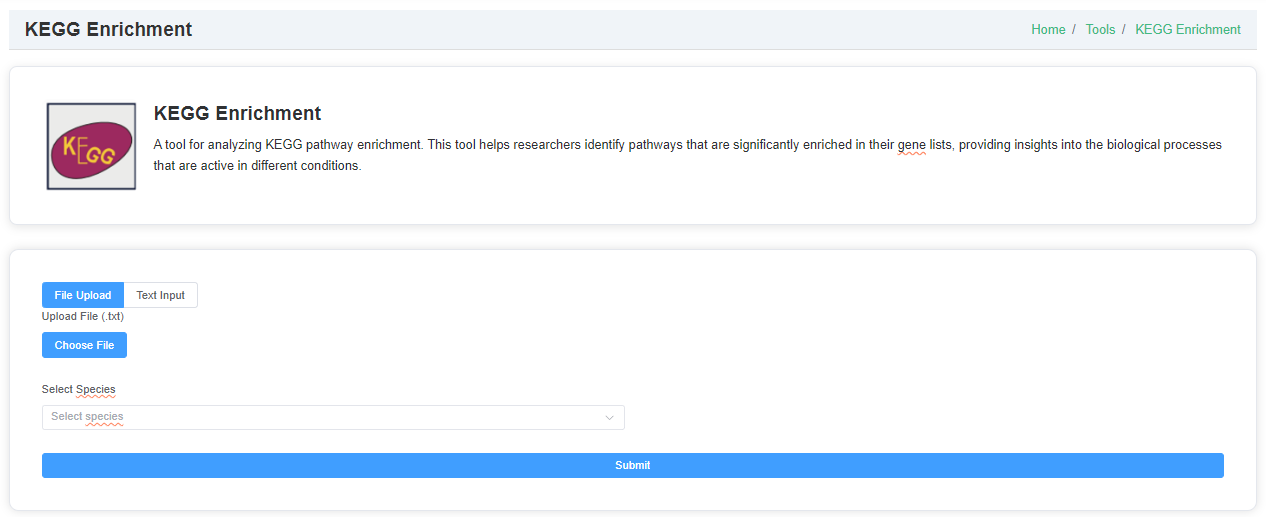 KEGG Enrichment
Home / Tools / KEGG Enrichment
KEGG
KEGG Enrichment
A tool for analyzing KEGG pathway enrichment. This tool helps researchers identify pathways that are significantly enriched in their gene lists, providing insights into the biological processes
that are active in different conditions.
File Upload Text Input
Upload File (.txt)
Choose File
Select Species
Select species
Submit